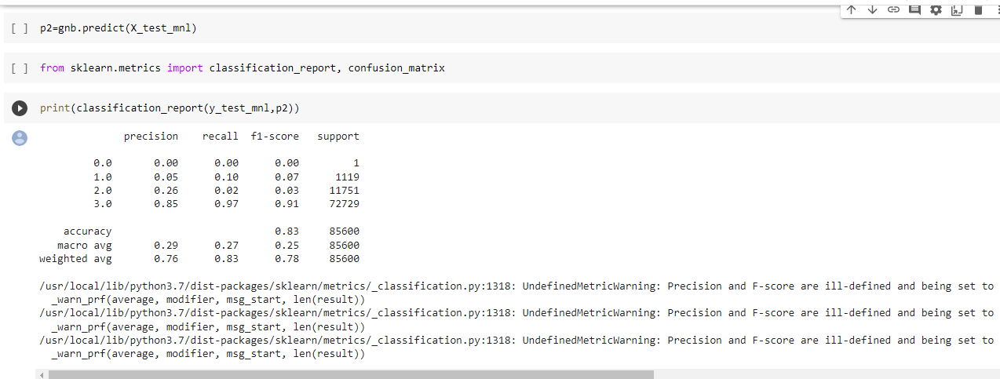 [ ] p2=gnb.predict(X_test_mnl)
[ ] from sklearn.metrics import classification_report, confusion_matrix
print(classification_report(y_test_mnl,p2))
precision recall f1-score support
0.0 0.00 0.00 0.00 1
1.0 0.05 0.10 0.07 1119
2.0 0.26 0.02 0.03 11751
3.0 0.85 0.97 0.91 72729
accuracy 0.83 85600
macro avg 0.29 0.27 0.25 85600
weighted avg 0.76 0.83 0.78 85600
/usr/local/lib/python3.7/dist-packages/sklearn/metrics/_classification.py:1318: UndefinedMetricWarning: Precision and F-score are ill-defined and being set to
_warn_prf(average, modifier, msg_start, len(result))
/usr/local/lib/python3.7/dist-packages/sklearn/metrics/_classification.py:1318: UndefinedMetricWarning: Precision and F-score are ill-defined and being set to
_warn_prf(average, modifier, msg_start, len(result))
/usr/local/lib/python3.7/dist-packages/sklearn/metrics/_classification.py:1318: UndefinedMetricWarning: Precision and F-score are ill-defined and being set to
_warn_prf(average, modifier, msg_start, len(result))